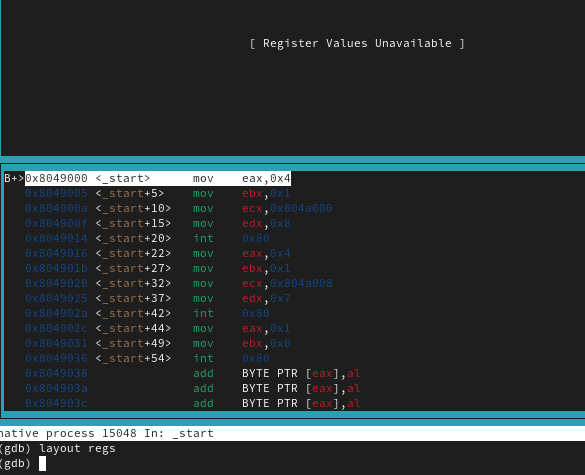 [ Register Values Unavailable ]
B+>0x8049000 <_start> mov eax,0x4
0x8049005 <_start+5> mov ebx,0x1
0x804900a <_start+10> mov ecx,0x804a000
0x804900f <_start+15> mov edx,0x8
0x8049014 <_start+20> int 0x80
0x8049016 <_start+22> mov eax,0x4
0x804901b <_start+27> mov ebx,0x1
0x8049020 <_start+32> mov ecx,0x804a008
0x8049025 <_start+37> mov edx,0x7
0x804902a <_start+42> int 0x80
0x804902c <_start+44> mov eax,0x1
0x8049031 <_start+49> mov ebx,0x0
0x8049036 <_start+54> int 0x80
0x8049038 add BYTE PTR [eax],al
0x804903a add BYTE PTR [eax],al
0x804903c add BYTE PTR [eax],al
native process 15048 In: _start
(gdb) layout regs
(gdb)